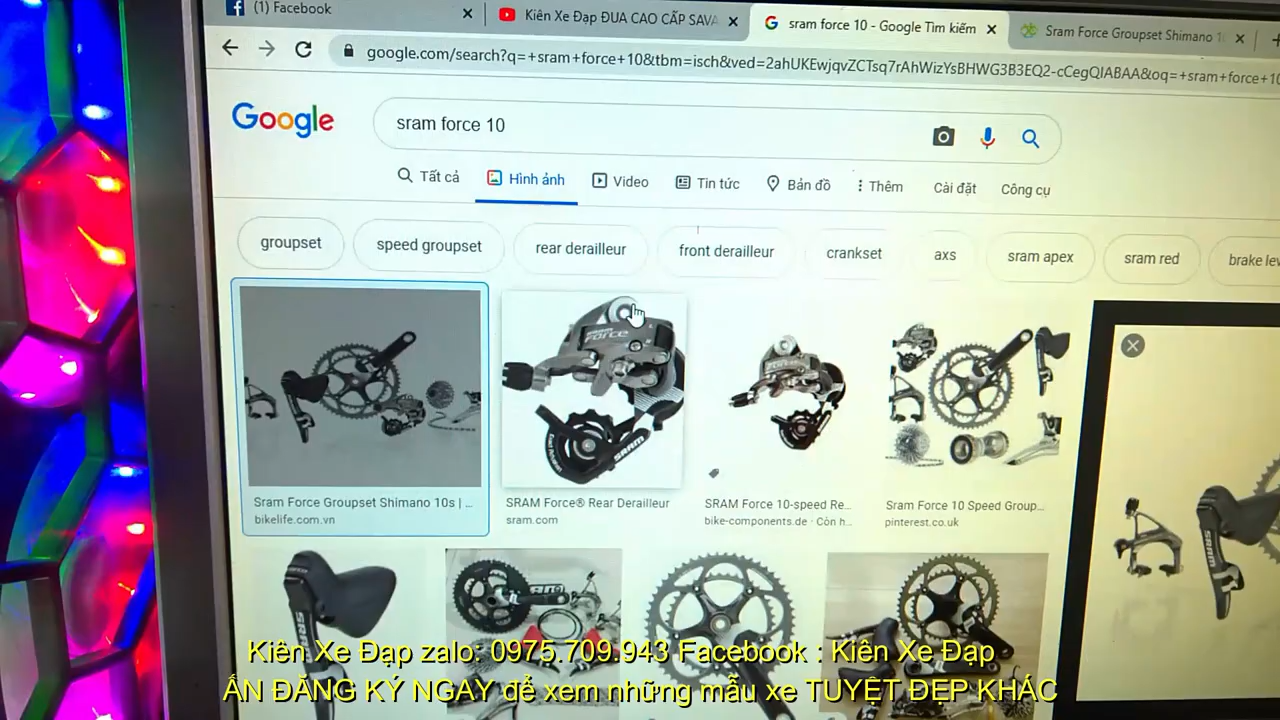 (1) Facebook
Kiên Xe Đạp ĐUA CAO CẤP SAVA
sram force 10 - Google Tìm kiếm
Sram Force Groupset Shimano 1
google.com/search?q=+sram+force+10&tbm=isch&ved=2ahUKEwjqvZCTsq7rAhWizYsBHWG3B3EQ2-cCegQIABAA&oq=+sram+force+10
Google
sram force 10
Tất cả
Hình ảnh
Video
Tin tức
Bản đồ
Thêm
Cài đặt
Công cụ
groupset
speed groupset
rear derailleur
front derailleur
crankset
axs
sram apex
sram red
brake lev
Force
SRAM
SRAM
Sram Force Groupset Shimano 10s | ...
bikelife.com.vn
SRAM Force® Rear Derailleur
sram.com
SRAM Force 10-speed Re...
bike-components.de · Còn h...
Sram Force 10 Speed Group...
pinterest.co.uk
SRAM
Kiên Xe Đạp zalo: 0975.709.943 Facebook : Kiên Xe Đạp
ẤN ĐĂNG KÝ NGAY để xem những mẫu xe TUYỆT ĐẸP KHÁC